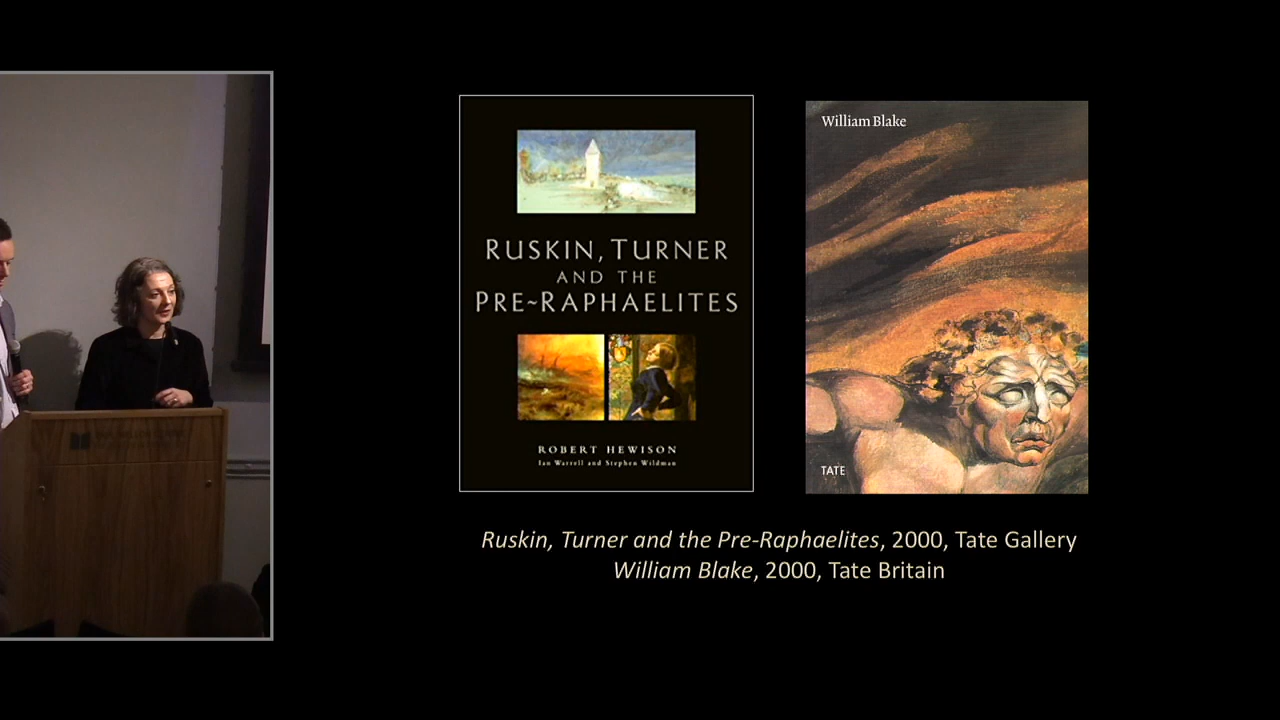 RUSKIN, TURNER
AND THE
PRE~RAPHAELITES
ROBERT HEWISON
Ian Warrell and Stephen Wildman
William Blake
TATE
Ruskin, Turner and the Pre-Raphaelites, 2000, Tate Gallery
William Blake, 2000, Tate Britain